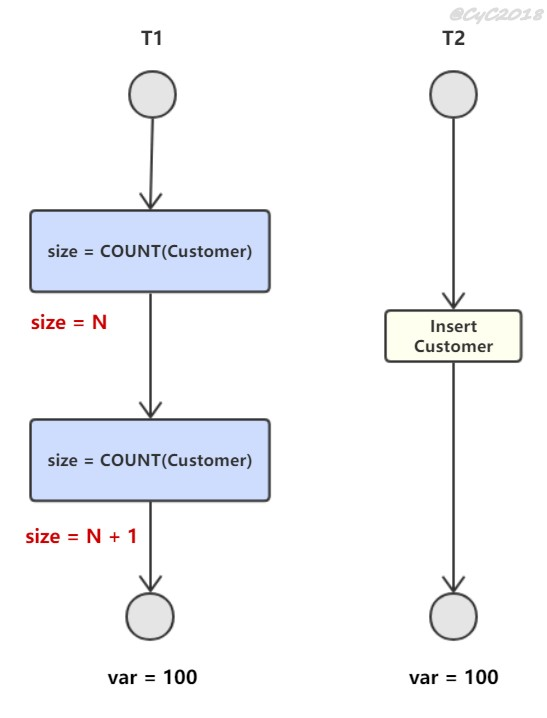 @CyC2018
T1
T2
size = COUNT(Customer)
size = N
Insert
Customer
size = COUNT(Customer)
size = N + 1
var = 100
var = 100